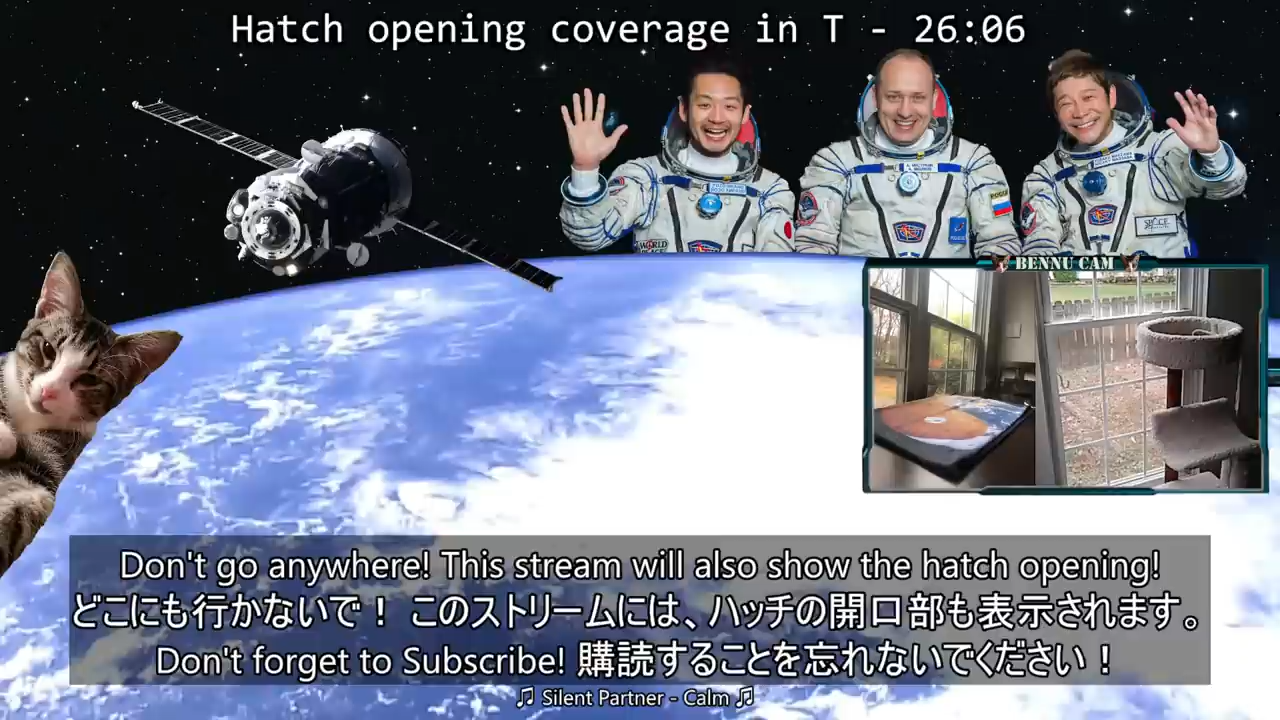 Hatch opening coverage in T - 26:06
BENNU CAM
Don't go anywhere! This stream will also show the hatch opening!
どこにも行かないで！ このストリームには、ハッチの開口部も表示されます。
Don't forget to Subscribe! 購読することを忘れないでください！
♫ Silent Partner - Calm ♫